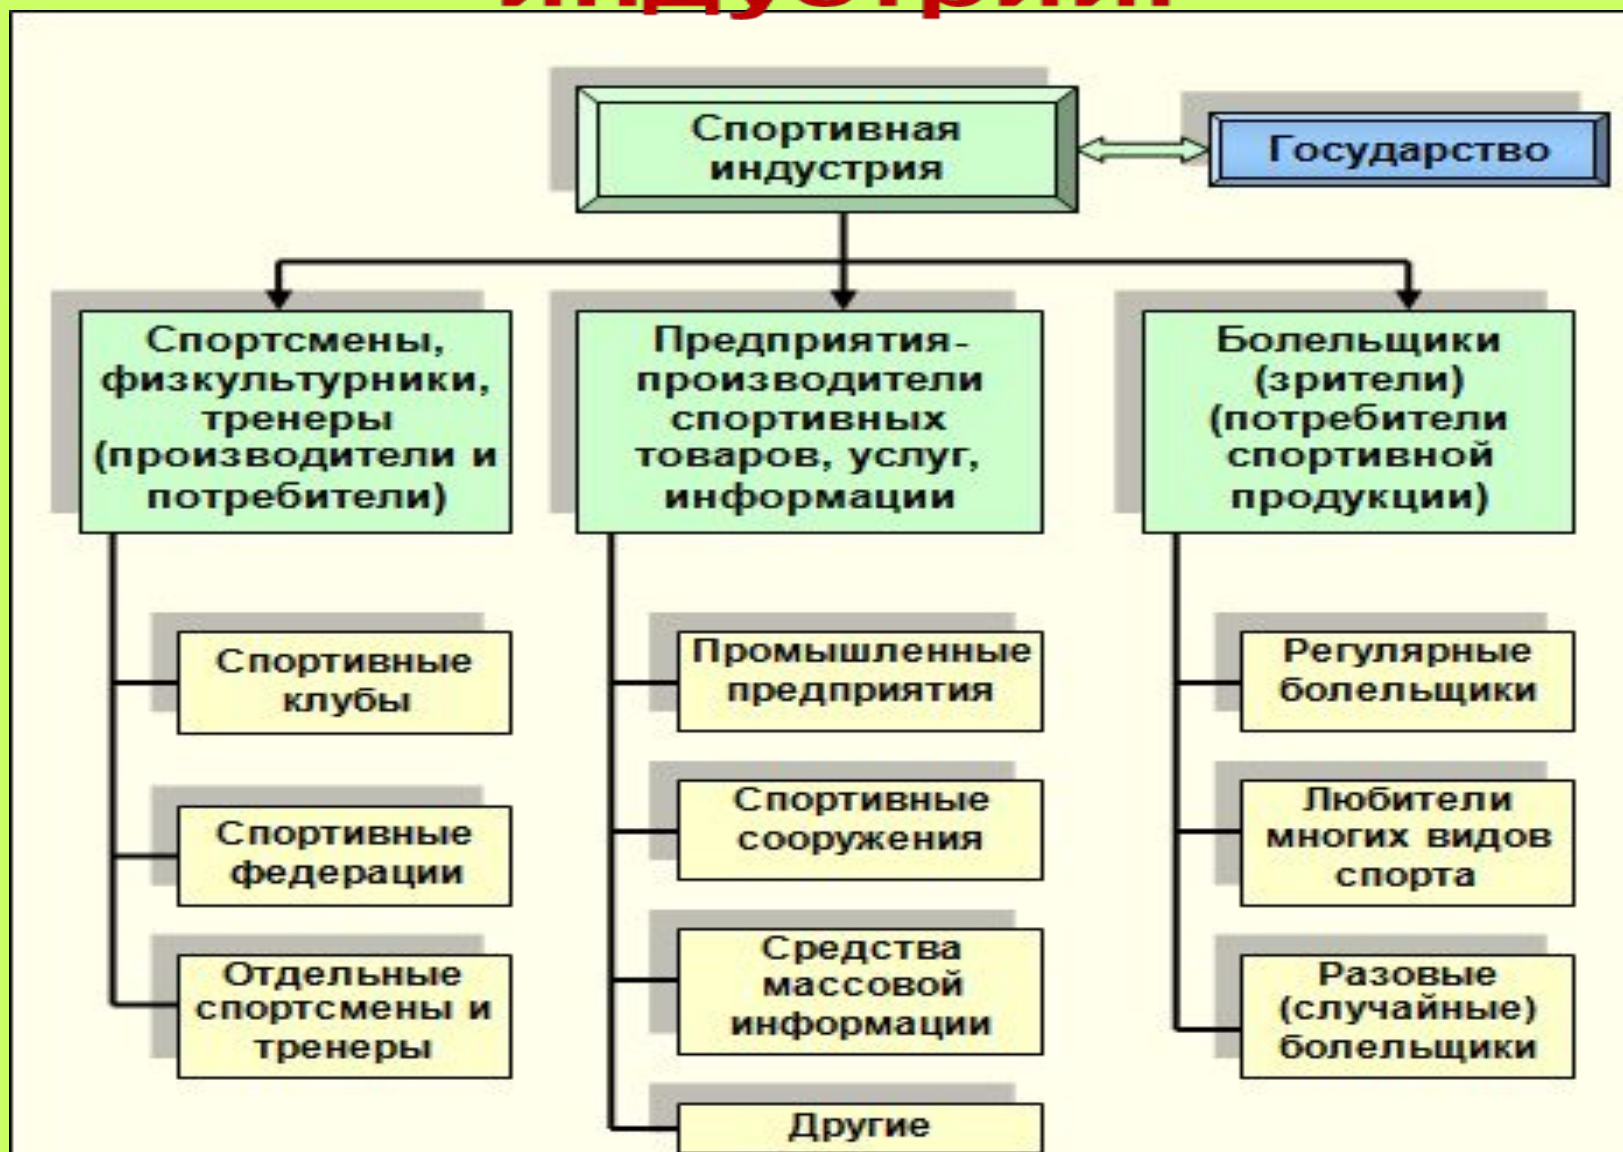 Спортивная
индустрия
Государство
Спортсмены,
физкультурники,
тренеры
(производители и
потребители)
Предприятия-
производители
спортивных
товаров, услуг,
информации
Болельщики
(зрители)
(потребители
спортивной
продукции)
Спортивные
клубы
Спортивные
федерации
Отдельные
спортсмены и
тренеры
Промышленные
предприятия
Спортивные
сооружения
Средства
массовой
информации
Другие
Регулярные
болельщики
Любители
многих видов
спорта
Разовые
(случайные)
болельщики